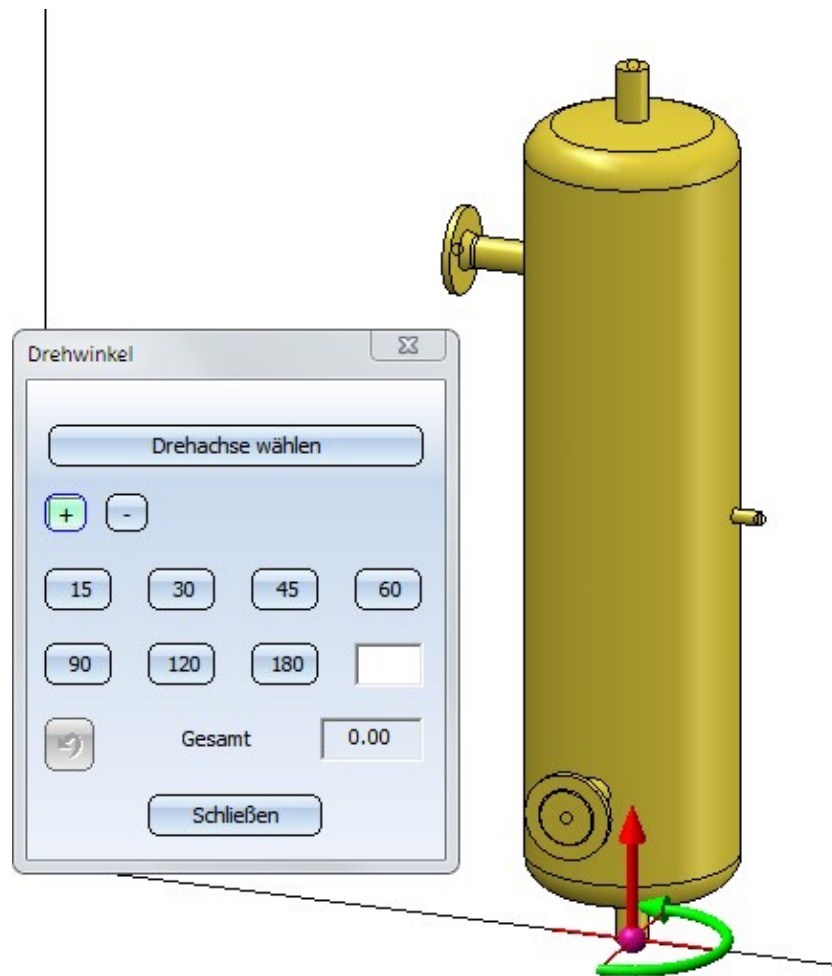 Drehwinkel
Drehachse wählen
+ -
15 30 45 60
90 120 180
Gesamt 0.00
Schließen